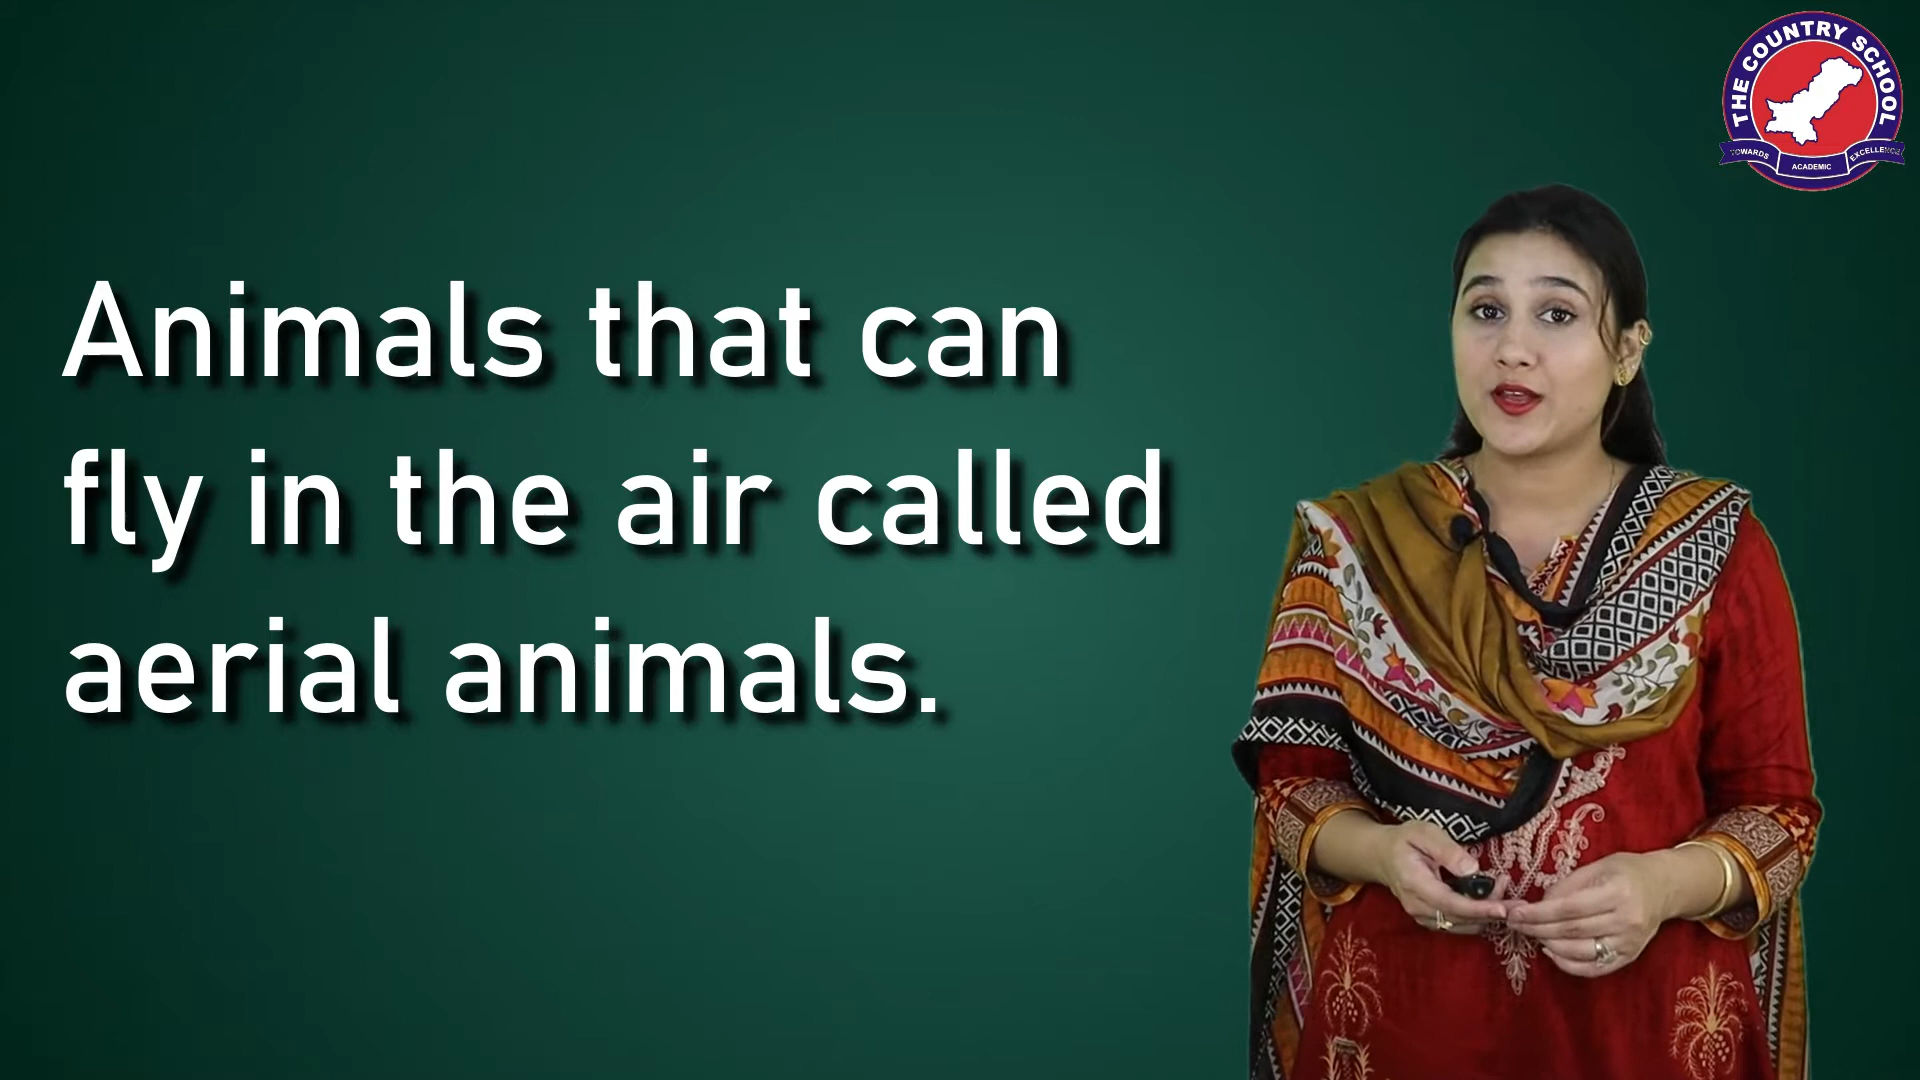 THE COUNTRY SCHOOL
TOWARDS ACADEMIC EXCELLENCE
Animals that can
fly in the air called
aerial animals.